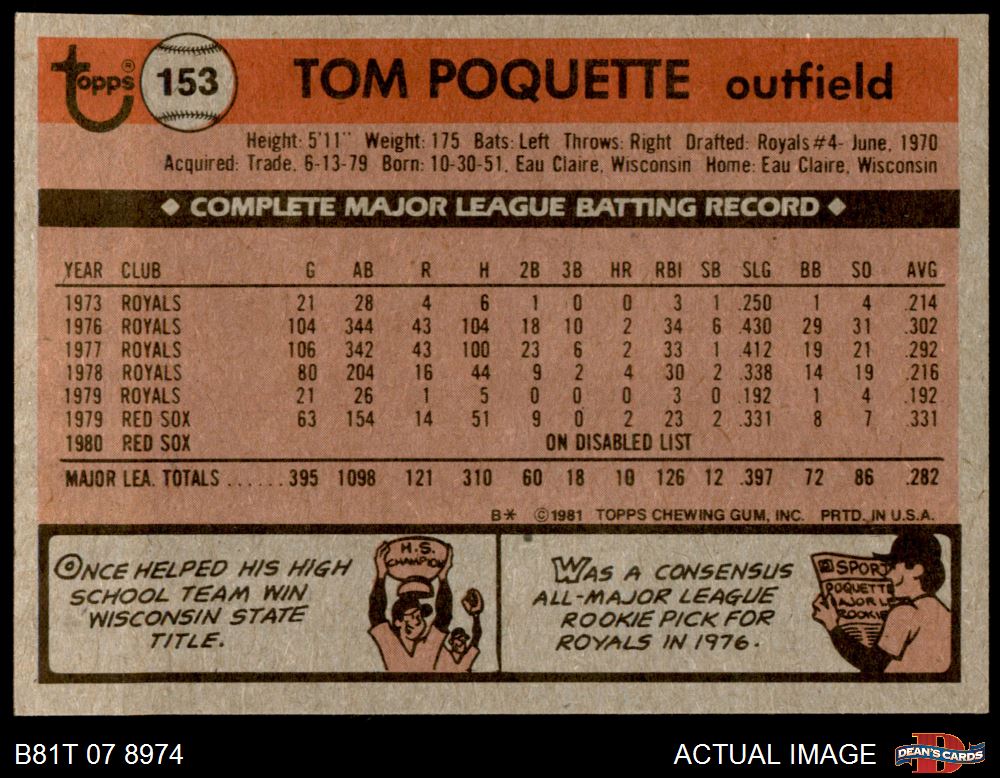 Topps® 153 TOM POQUETTE outfield
Height: 5'11" Weight: 175 Bats: Left Throws: Right Drafted: Royals #4- June, 1970
Acquired: Trade, 6-13-79 Born: 10-30-51, Eau Claire, Wisconsin Home: Eau Claire, Wisconsin
◆ COMPLETE MAJOR LEAGUE BATTING RECORD ◆
YEAR CLUB G AB R H 2B 3B HR RBI SB SLG BB SO AVG
1973 ROYALS 21 28 4 6 1 0 0 3 1 .250 1 4 .214
1976 ROYALS 104 344 43 104 18 10 2 34 6 .430 29 31 .302
1977 ROYALS 106 342 43 100 23 6 2 33 1 .412 19 21 .292
1978 ROYALS 80 204 16 44 9 2 4 30 2 .338 14 19 .216
1979 ROYALS 21 26 1 5 0 0 0 3 0 .192 1 4 .192
1979 RED SOX 63 154 14 51 9 0 2 23 2 .331 8 7 .331
1980 RED SOX ON DISABLED LIST
MAJOR LEA. TOTALS ...... 395 1098 121 310 60 18 10 126 12 .397 72 86 .282
B* ©1981 TOPPS CHEWING GUM, INC. PRTD. IN U.S.A.
ONCE HELPED HIS HIGH
SCHOOL TEAM WIN
WISCONSIN STATE
TITLE.
H.S.
CHAMPION
WAS A CONSENSUS
ALL-MAJOR LEAGUE
ROOKIE PICK FOR
ROYALS IN 1976.
SPORT
POQUETT
AJOR L
ROOKIE
B81T 07 8974
ACTUAL IMAGE
DEAN'S CARDS